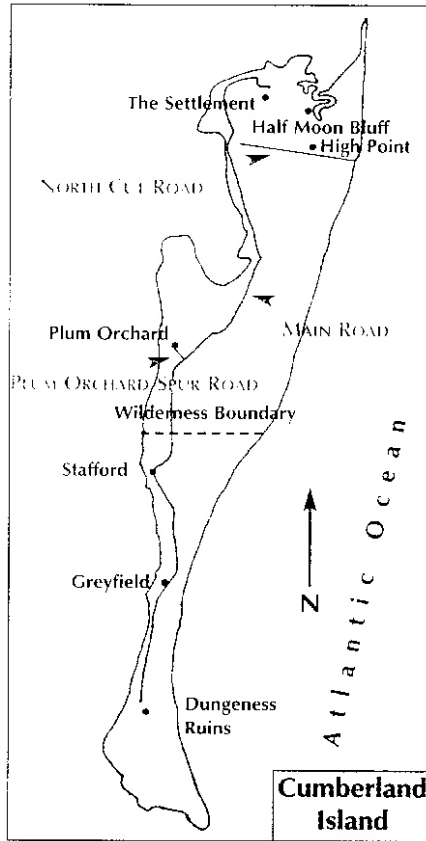 The Settlement
Half Moon Bluff
High Point
NORTH CUT ROAD
Plum Orchard
MAIN ROAD
PLUM ORCHARD SPUR ROAD
Wilderness Boundary
Stafford
Atlantic Ocean
Greyfield
N
Dungeness
Ruins
Cumberland
Island